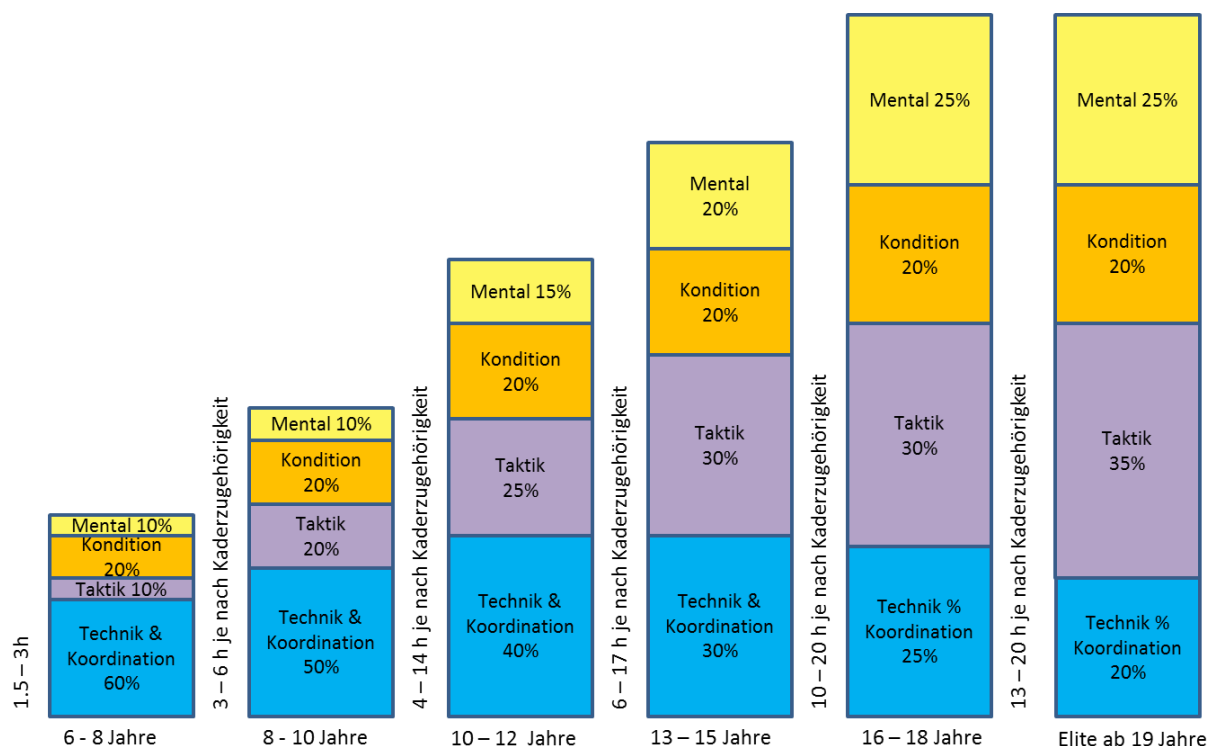 1.5 – 3h
Mental 10%
Kondition
20%
Taktik 10%
Technik &
Koordination
60%
6 - 8 Jahre
3 – 6 h je nach Kaderzugehörigkeit
Mental 10%
Kondition
20%
Taktik
20%
Technik &
Koordination
50%
8 - 10 Jahre
4 – 14 h je nach Kaderzugehörigkeit
Mental 15%
Kondition
20%
Taktik
25%
Technik &
Koordination
40%
10 – 12 Jahre
6 – 17 h je nach Kaderzugehörigkeit
Mental
20%
Kondition
20%
Taktik
30%
Technik &
Koordination
30%
13 – 15 Jahre
10 – 20 h je nach Kaderzugehörigkeit
Mental 25%
Kondition
20%
Taktik
30%
Technik %
Koordination
25%
16 – 18 Jahre
13 – 20 h je nach Kaderzugehörigkeit
Mental 25%
Kondition
20%
Taktik
35%
Technik %
Koordination
20%
Elite ab 19 Jahre